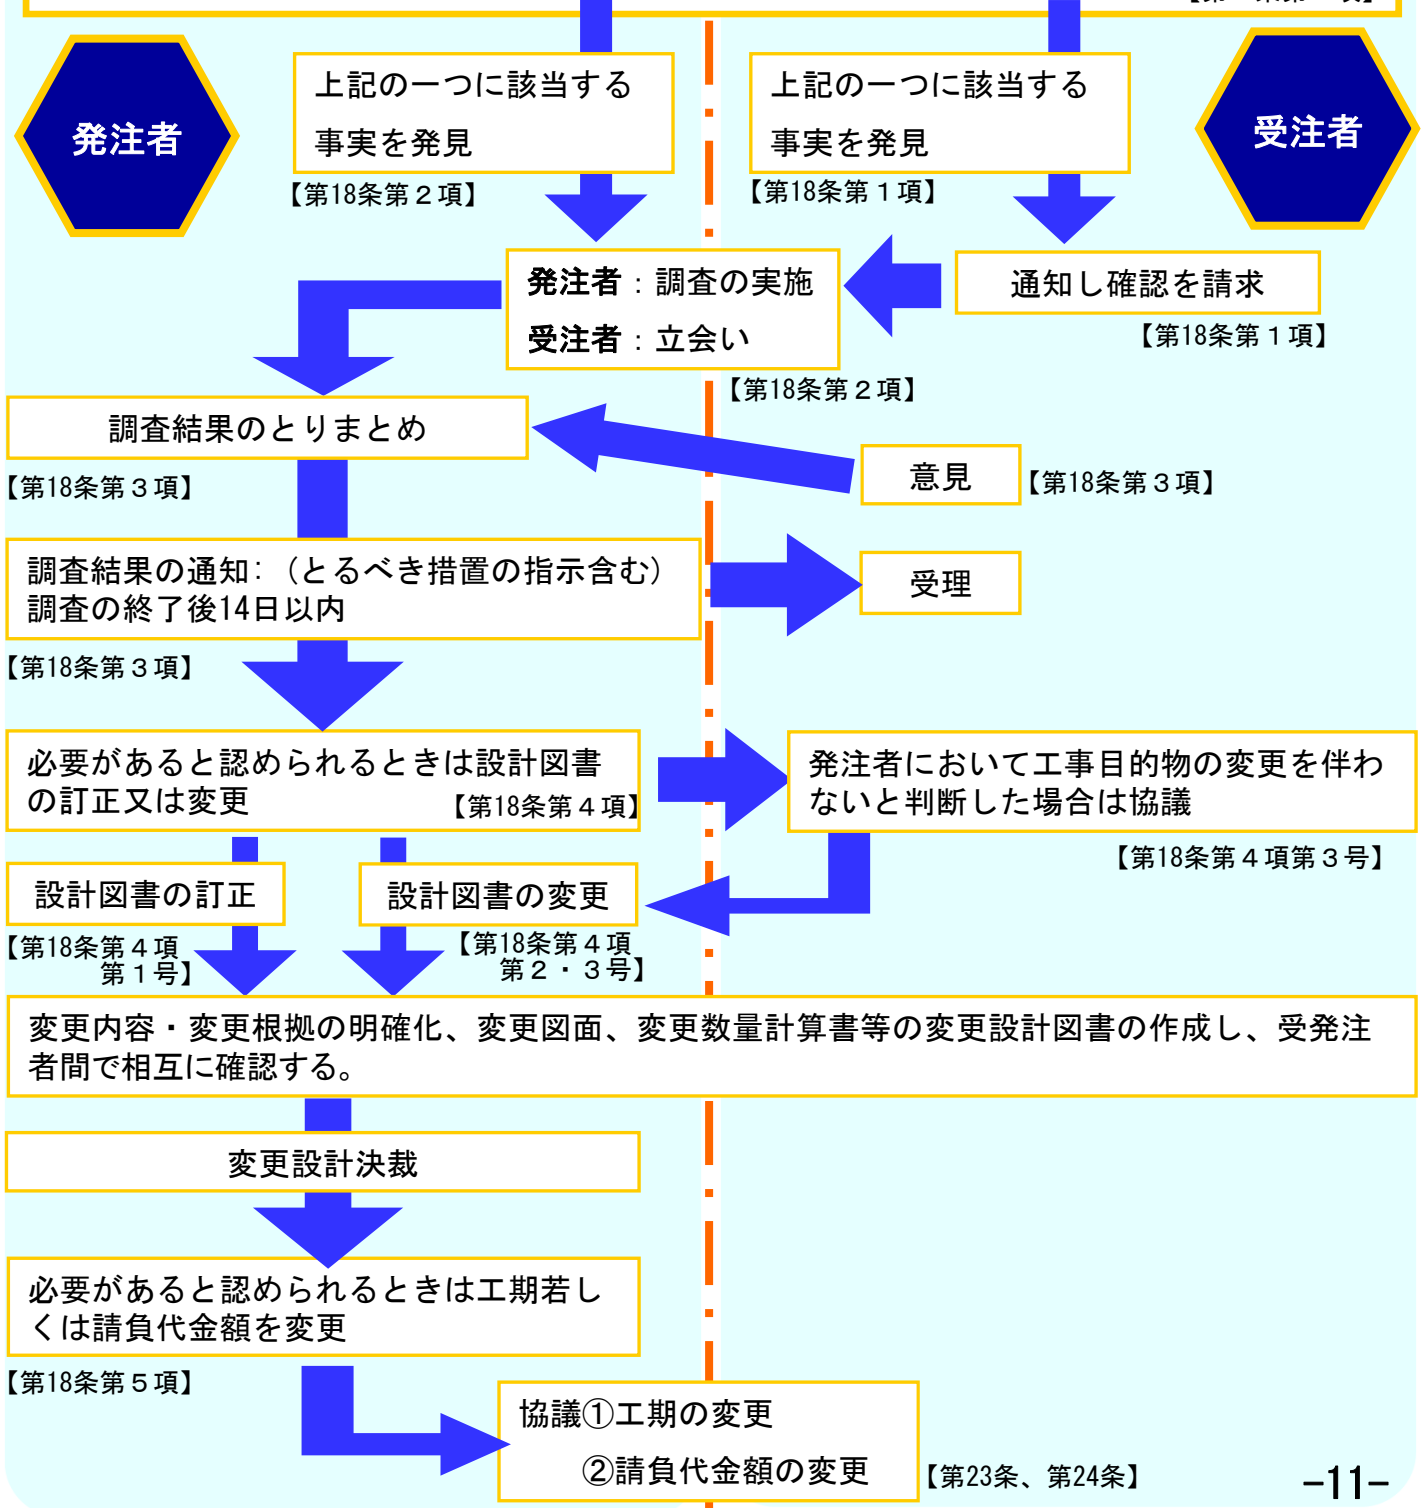 発注者
上記の一つに該当する
事実を発見
【第18条第２項】
上記の一つに該当する
事実を発見
【第18条第１項】
受注者
発注者：調査の実施
受注者：立会い
【第18条第２項】
通知し確認を請求
【第18条第１項】
調査結果のとりまとめ
【第18条第３項】
意見
【第18条第３項】
調査結果の通知：（とるべき措置の指示含む）
調査の終了後14日以内
【第18条第３項】
受理
必要があると認められるときは設計図書
の訂正又は変更
【第18条第４項】
発注者において工事目的物の変更を伴わ
ないと判断した場合は協議
【第18条第４項第３号】
設計図書の訂正
【第18条第４項
第１号】
設計図書の変更
【第18条第４項
第２・３号】
変更内容・変更根拠の明確化、変更図面、変更数量計算書等の変更設計図書の作成し、受発注
者間で相互に確認する。
変更設計決裁
必要があると認められるときは工期若し
くは請負代金額を変更
【第18条第５項】
協議①工期の変更
②請負代金額の変更
【第23条、第24条】
-11-